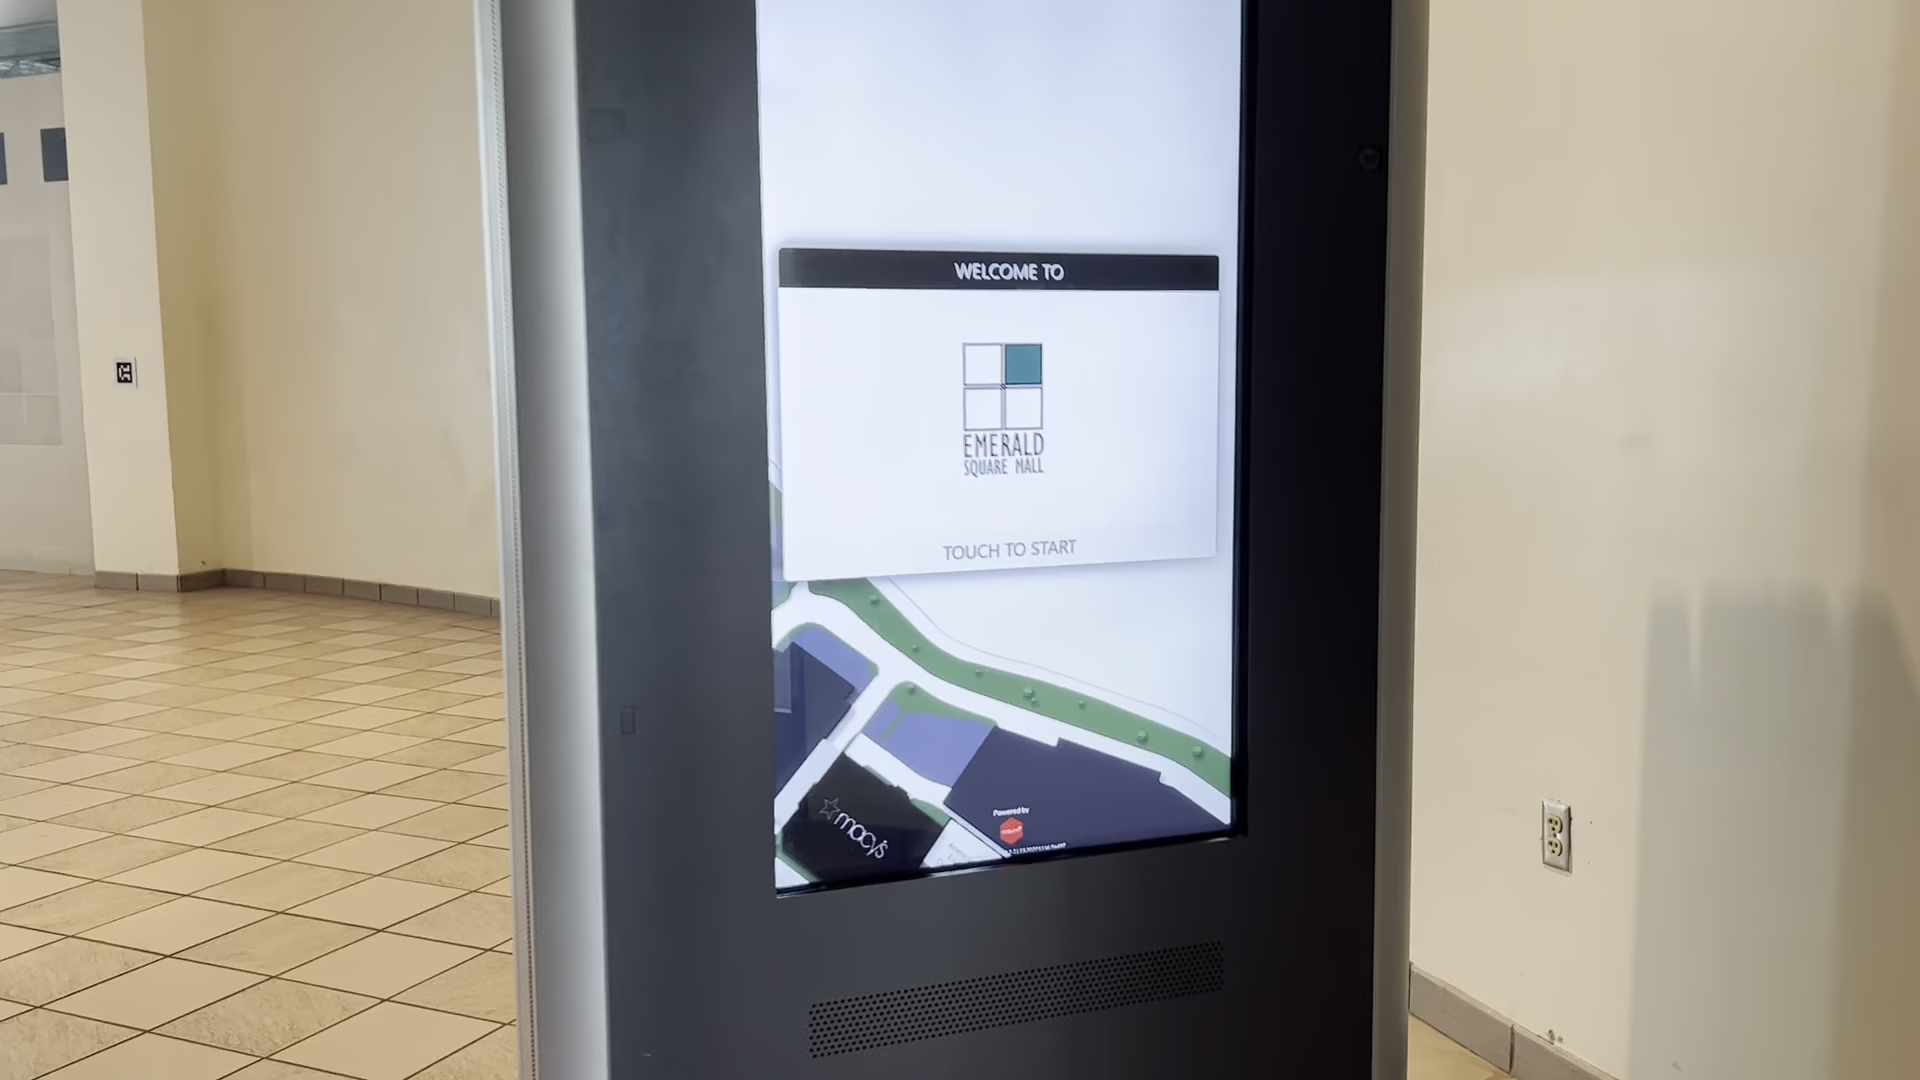 WELCOME TO
EMERALD
SQUARE MALL
TOUCH TO START
macy's
Powered by